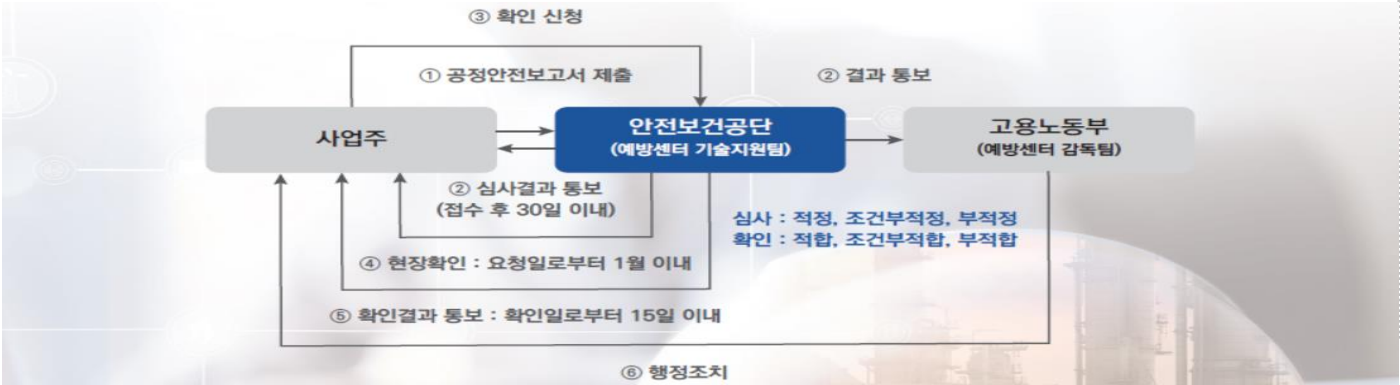 ③ 확인 신청
① 공정안전보고서 제출
② 결과 통보
사업주
안전보건공단
(예방센터 기술지원팀)
고용노동부
(예방센터 감독팀)
② 심사결과 통보
(접수 후 30일 이내)
심사 : 적정, 조건부적정, 부적정
확인 : 적합, 조건부적합, 부적합
④ 현장확인 : 요청일로부터 1월 이내
⑤ 확인결과 통보 : 확인일로부터 15일 이내
⑥ 행정조치